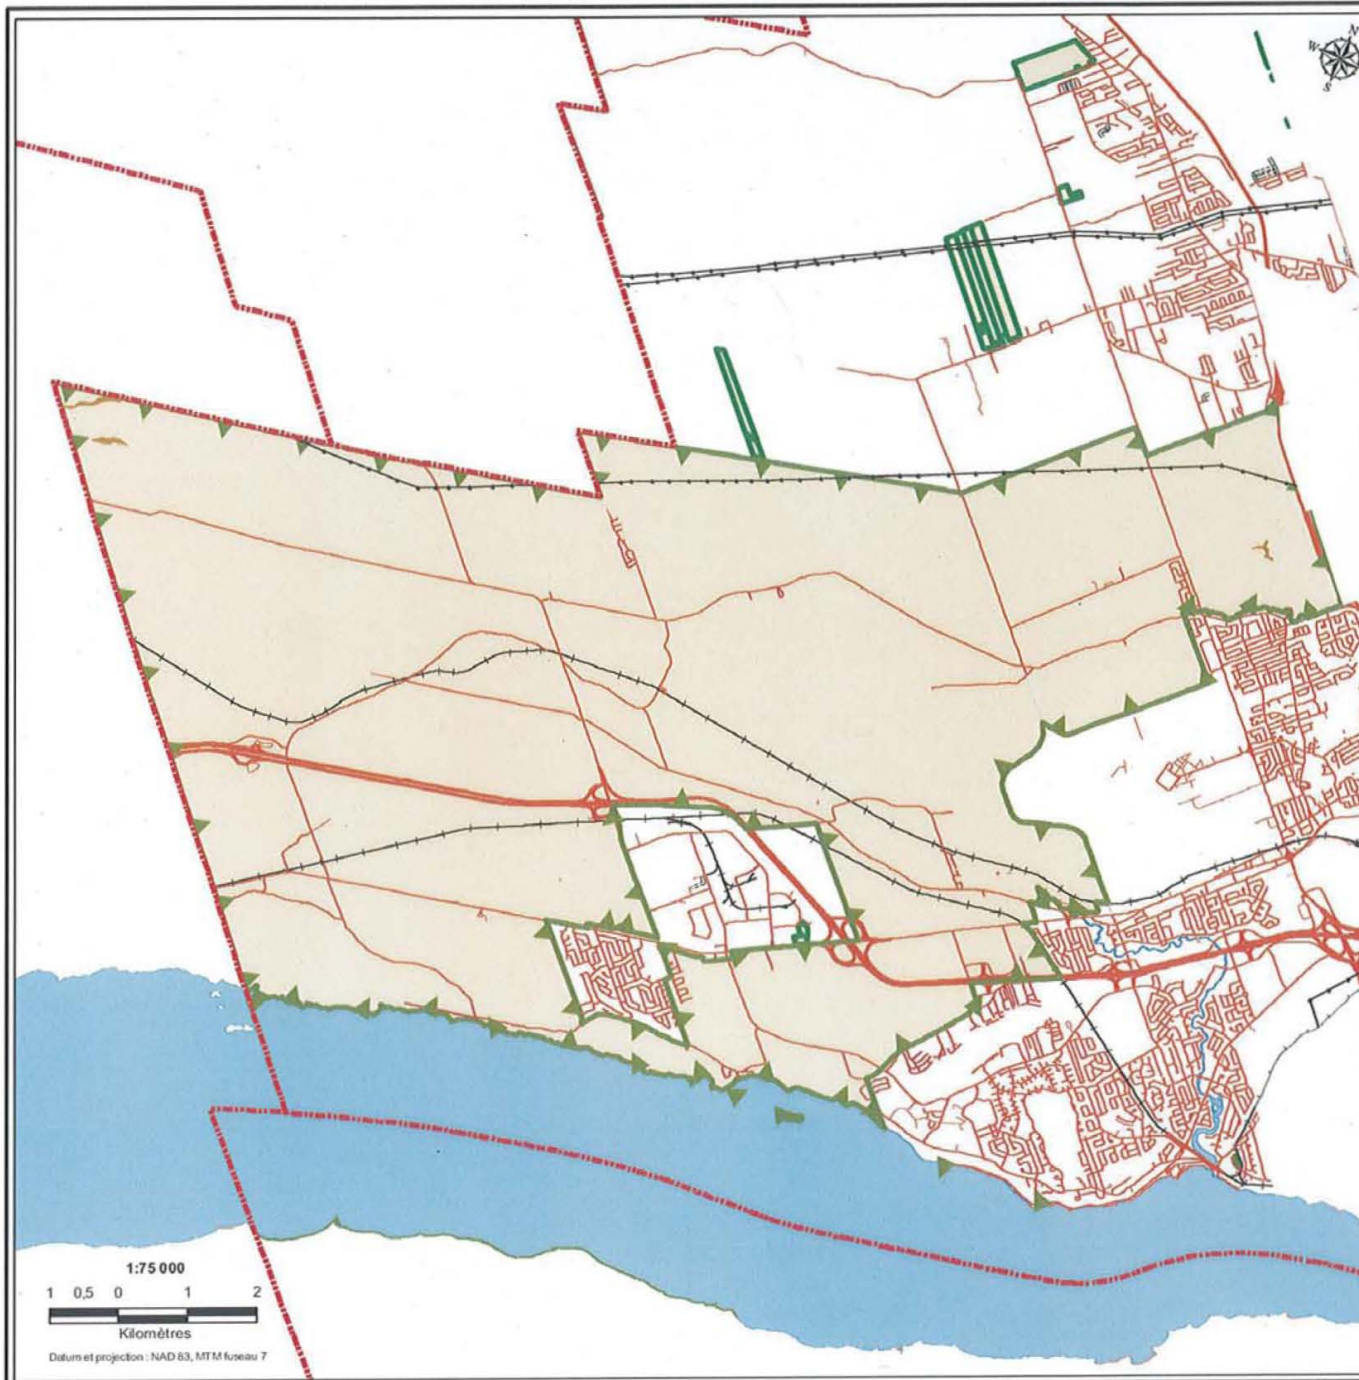 N
W
S
1:75 000
1 0,5 0 1 2
Kilomètres
Datum et projection : NAD 83, MTM fuseau 7